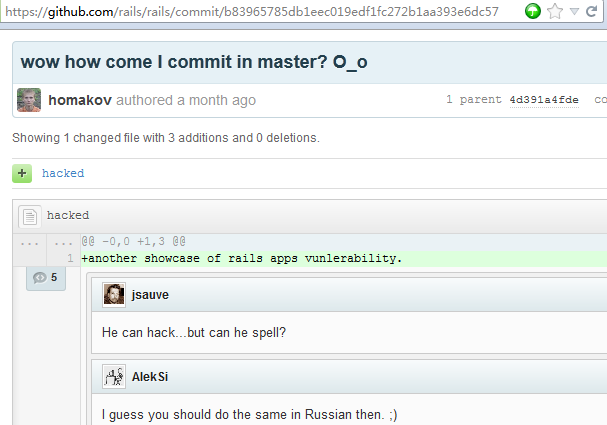 https://github.com/rails/rails/commit/b83965785db1eec019edf1fc272b1aa393e6dc57
wow how come I commit in master? O_o
homakov authored a month ago
1 parent 4d391a4fde co
Showing 1 changed file with 3 additions and 0 deletions.
+ hacked
hacked
... ... @@ -0,0 +1,3 @@
1 +another showcase of rails apps vunlerability.
5
jsauve
He can hack...but can he spell?
AlekSi
I guess you should do the same in Russian then. ;)